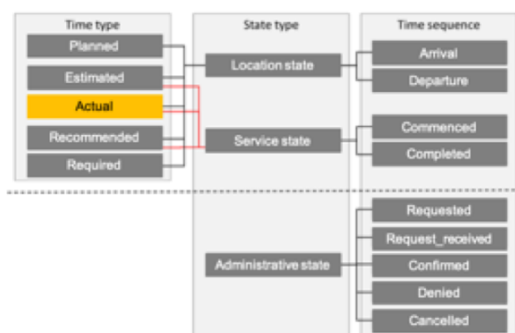 Time type
State type
Time sequence
Planned
Estimated
Actual
Recommended
Required
Location state
Service state
Administrative state
Arrival
Departure
Commenced
Completed
Requested
Request_received
Confirmed
Denied
Cancelled